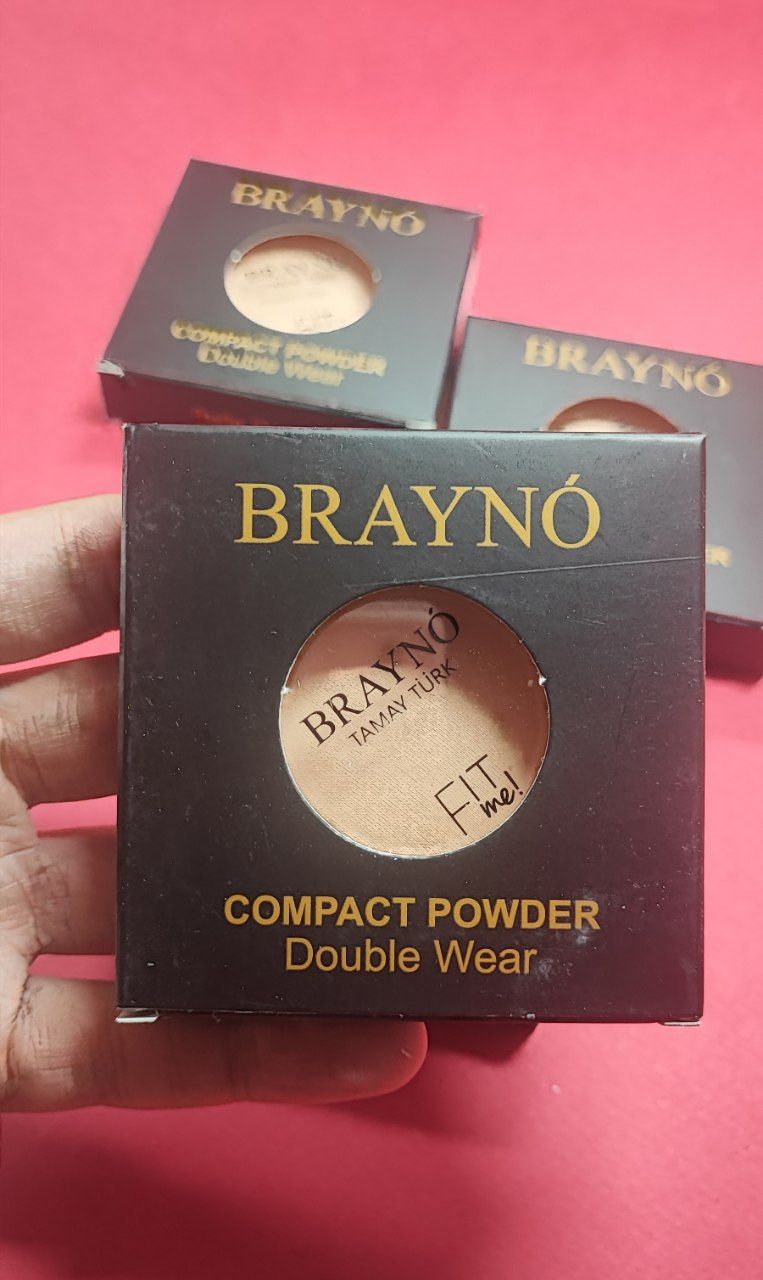 BRAYNÓ
COMPACT POWDER
Double Wear
BRAYNÓ
BRAYNÓ
BRAYNÓ
TAMAY TÜRK
FIT
me!
COMPACT POWDER
Double Wear